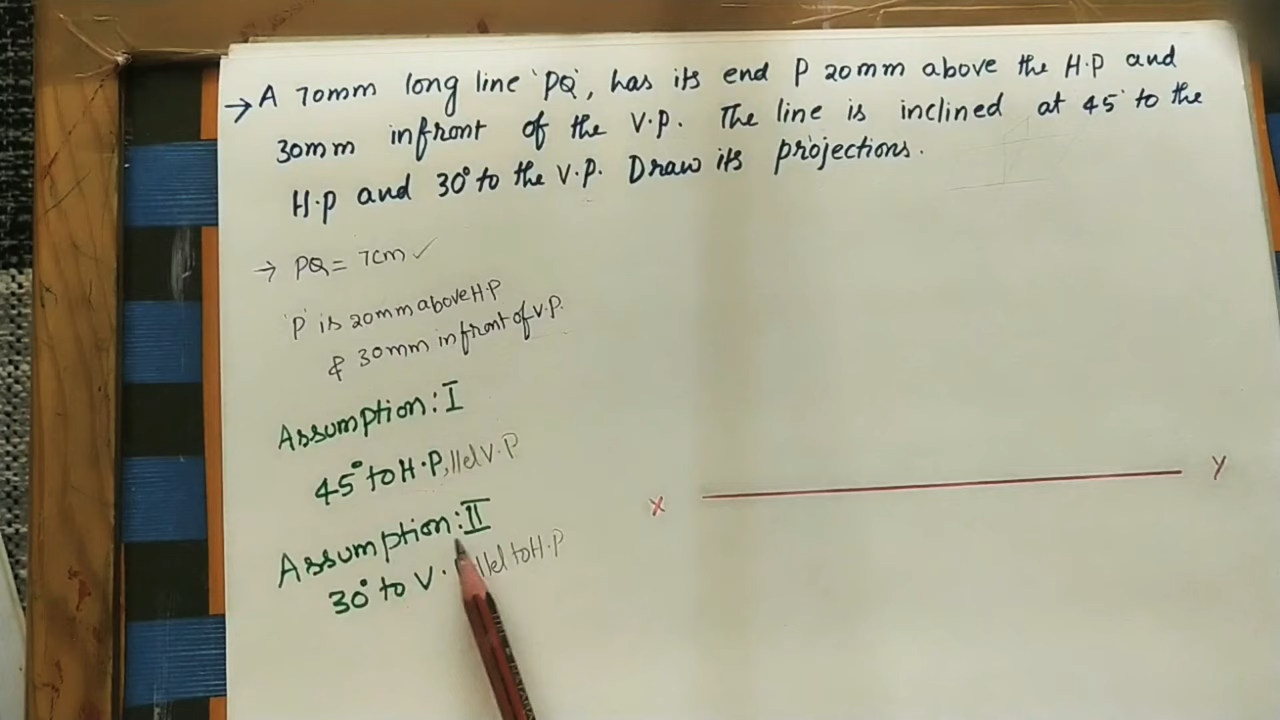 → A 70mm long line 'PQ', has its end P 20mm above the H.P and
30mm infront of the V.P. The line is inclined at 45° to the
H.P and 30° to the V.P. Draw its projections.
→ PQ = 7cm ✓
'P' is 20mm above H.P
& 30mm infront of V.P.
Assumption: I
45° to H.P, llel V.P
Assumption: II
30° to V. llel to H.P
X
Y